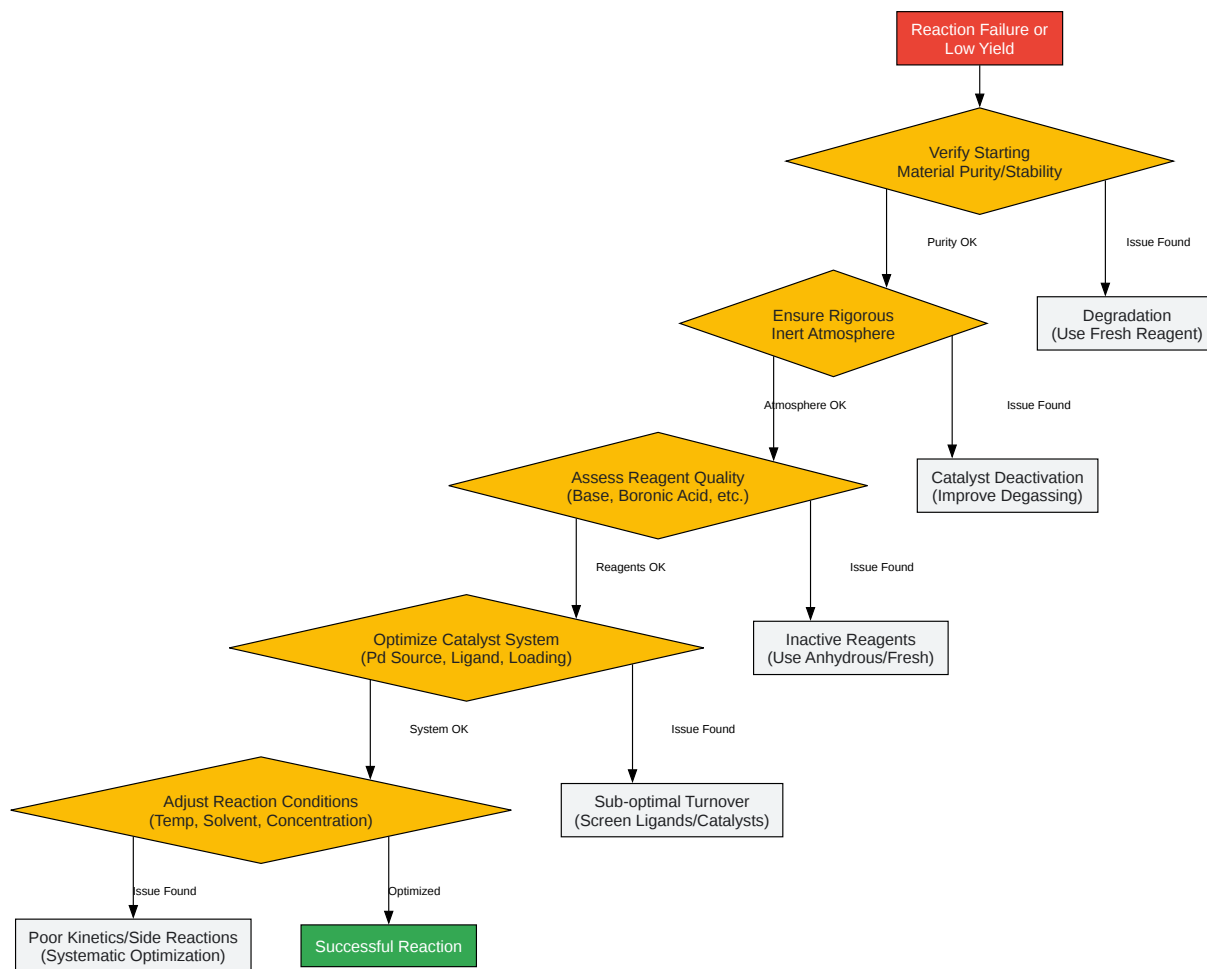 Reaction Failure or
Low Yield
Verify Starting
Material Purity/Stability
Purity OK
Issue Found
Ensure Rigorous
Inert Atmosphere
Degradation
(Use Fresh Reagent)
Atmosphere OK
Issue Found
Assess Reagent Quality
(Base, Boronic Acid, etc.)
Catalyst Deactivation
(Improve Degassing)
Reagents OK
Issue Found
Optimize Catalyst System
(Pd Source, Ligand, Loading)
Inactive Reagents
(Use Anhydrous/Fresh)
System OK
Issue Found
Adjust Reaction Conditions
(Temp, Solvent, Concentration)
Sub-optimal Turnover
(Screen Ligands/Catalysts)
Issue Found
Optimized
Poor Kinetics/Side Reactions
(Systematic Optimization)
Successful Reaction